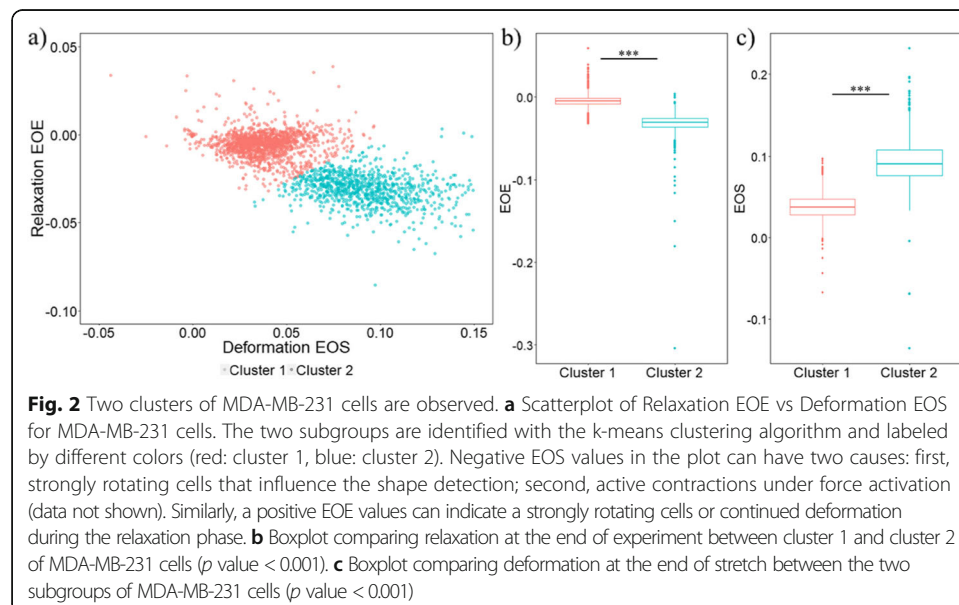 a)
0.05
0.00
-0.05
-0.10
Relaxation EOE
-0.05
0.00
0.05
0.10
0.15
Deformation EOS
Cluster 1
Cluster 2
b)
***
0.0
-0.1
-0.2
-0.3
EOE
Cluster 1
Cluster 2
c)
***
0.2
0.1
0.0
-0.1
EOS
Cluster 1
Cluster 2
Fig. 2 Two clusters of MDA-MB-231 cells are observed. a Scatterplot of Relaxation EOE vs Deformation EOS
for MDA-MB-231 cells. The two subgroups are identified with the k-means clustering algorithm and labeled
by different colors (red: cluster 1, blue: cluster 2). Negative EOS values in the plot can have two causes: first,
strongly rotating cells that influence the shape detection; second, active contractions under force activation
(data not shown). Similarly, a positive EOE values can indicate a strongly rotating cells or continued deformation
during the relaxation phase. b Boxplot comparing relaxation at the end of experiment between cluster 1 and cluster 2
of MDA-MB-231 cells (p value < 0.001). c Boxplot comparing deformation at the end of stretch between the two
subgroups of MDA-MB-231 cells (p value < 0.001)